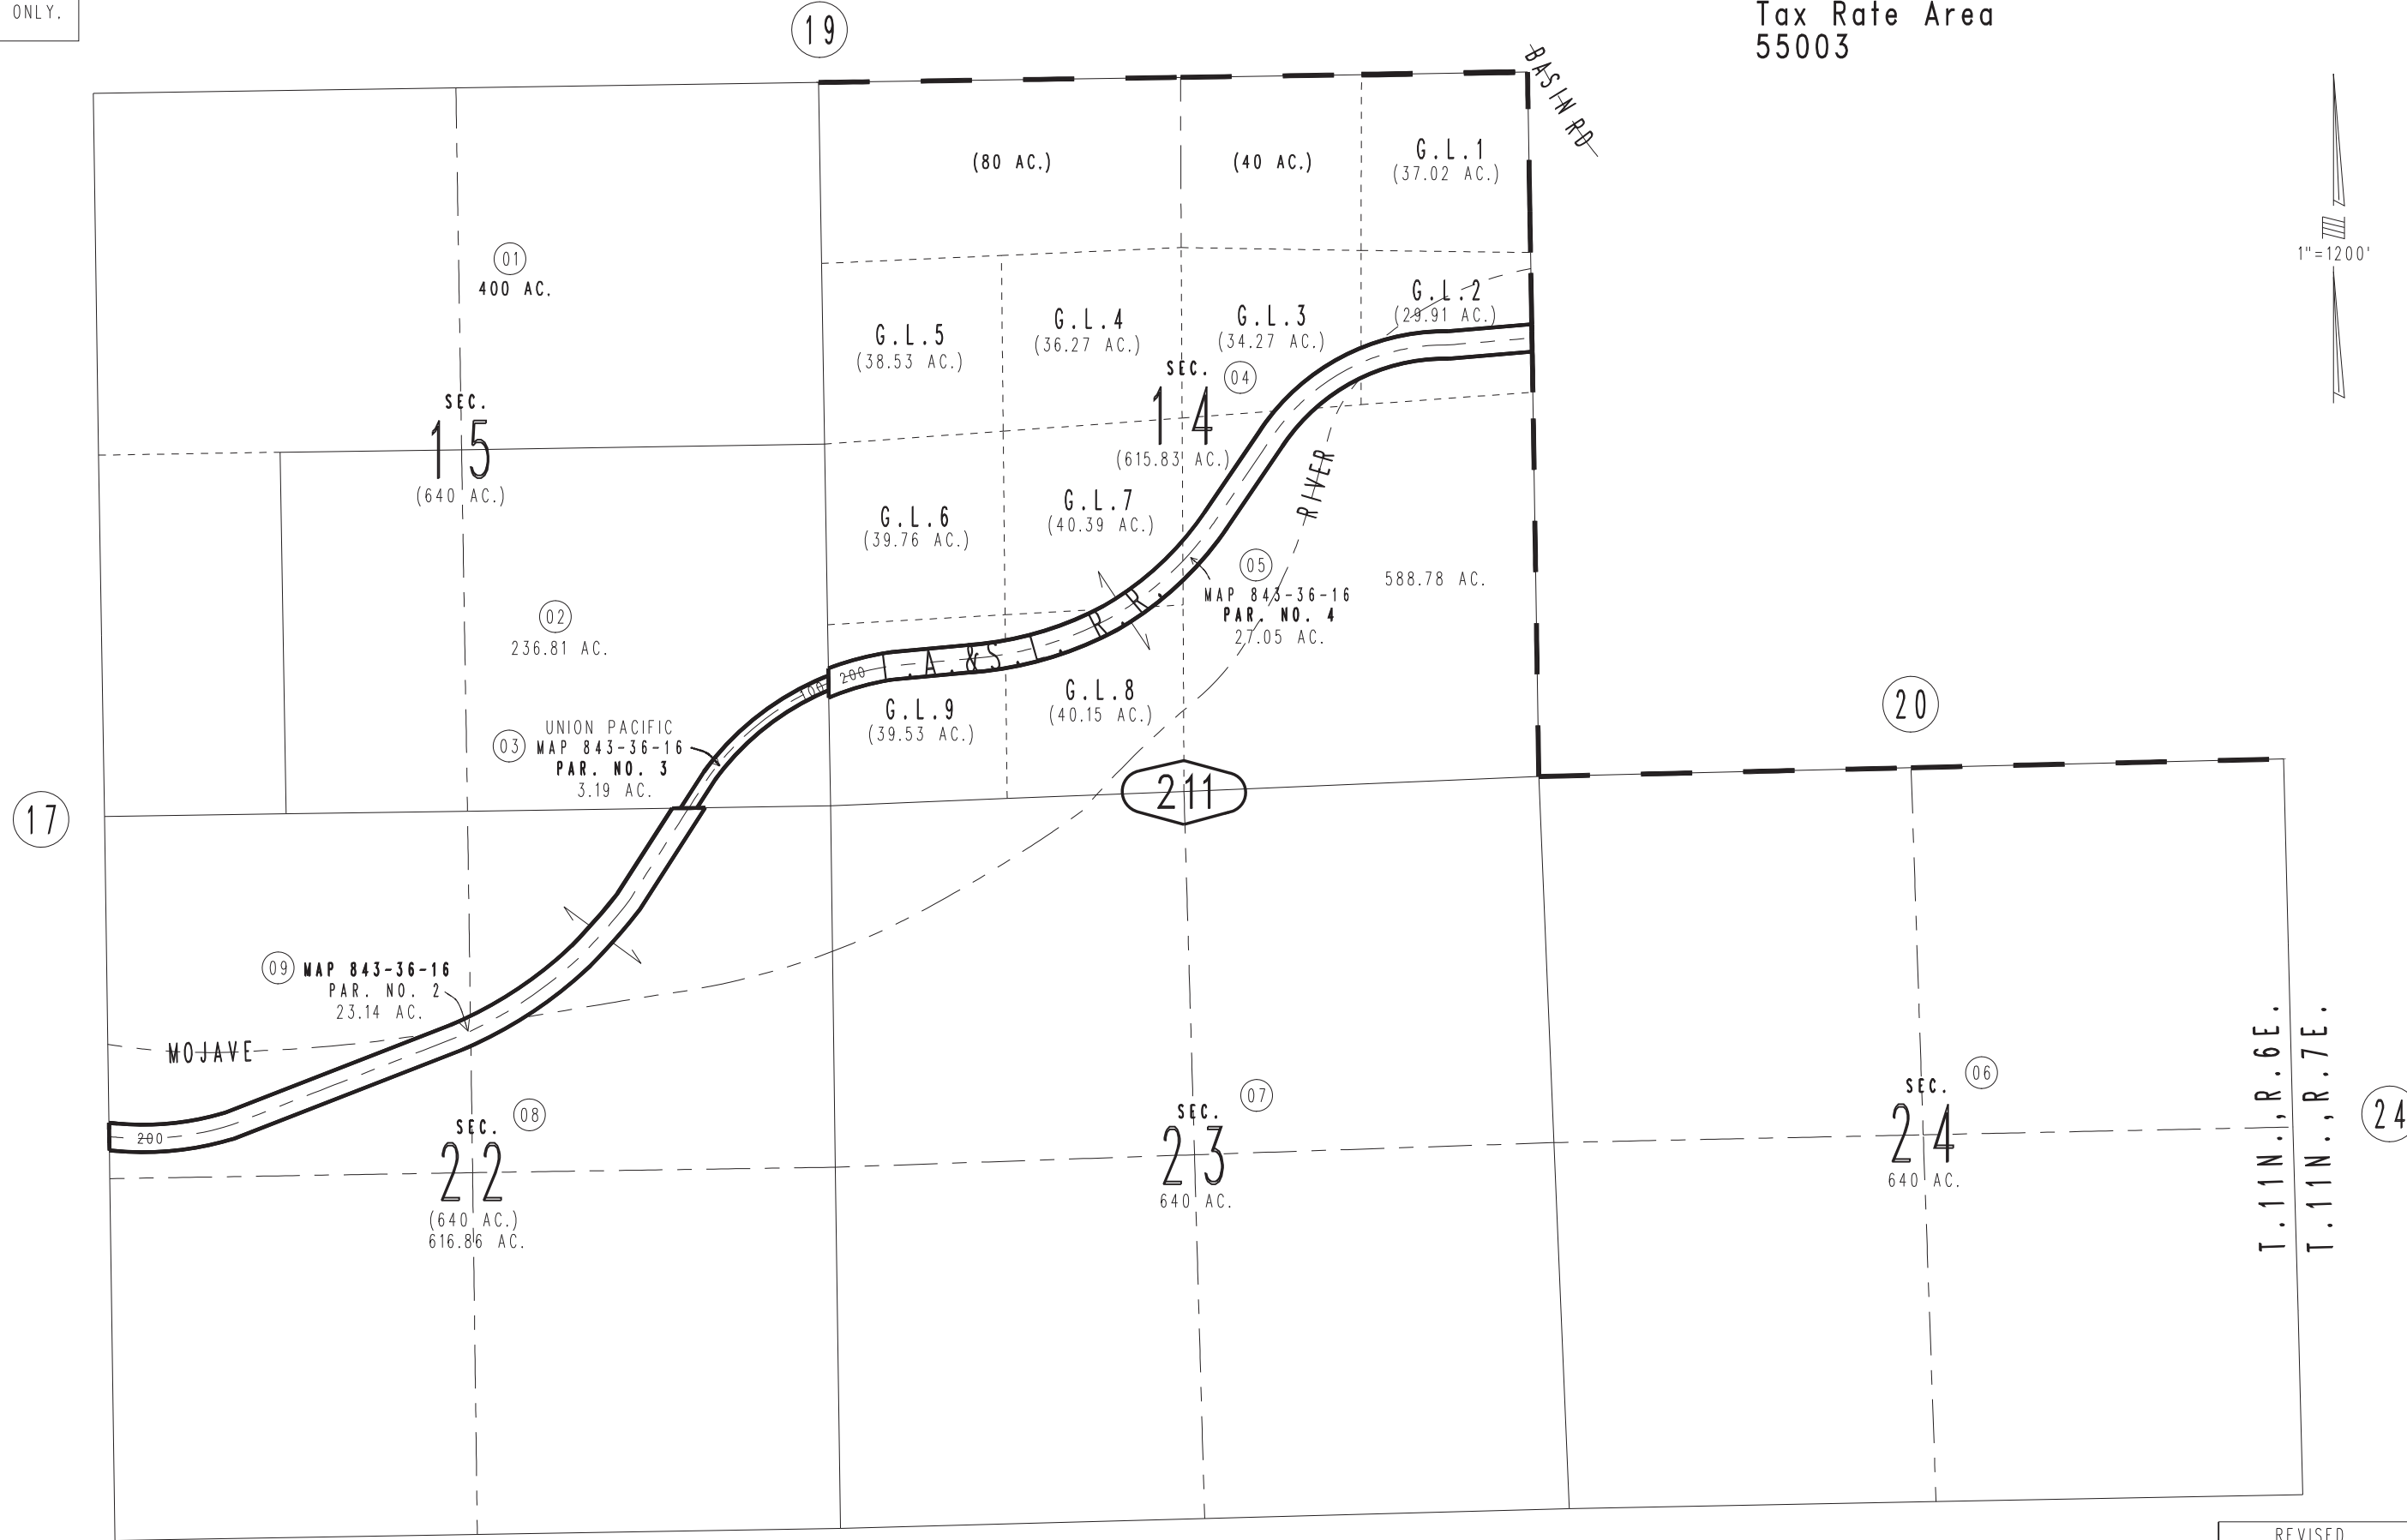 ONLY.
19
Tax Rate Area
55003
BASIN RD
1"=1200'
(80 AC.)
(40 AC.)
G.L.1
(37.02 AC.)
01
400 AC.
G.L.5
(38.53 AC.)
G.L.4
(36.27 AC.)
G.L.3
(34.27 AC.)
G.L.2
(29.91 AC.)
SEC.
15
(640 AC.)
SEC.
14
04
(615.83 AC.)
RIVER
G.L.6
(39.76 AC.)
G.L.7
(40.39 AC.)
05
MAP 843-36-16
PAR. NO. 4
27.05 AC.
588.78 AC.
02
236.81 AC.
100
200
L.A.&S.L. R.R.
G.L.9
(39.53 AC.)
G.L.8
(40.15 AC.)
UNION PACIFIC
03 MAP 843-36-16
PAR. NO. 3
3.19 AC.
20
17
211
09 MAP 843-36-16
PAR. NO. 2
23.14 AC.
MOJAVE
200
SEC.
22
08
(640 AC.)
616.86 AC.
SEC.
23
07
640 AC.
SEC.
24
06
640 AC.
T.11N.,R.6E.
T.11N.,R.7E.
24
REVISED